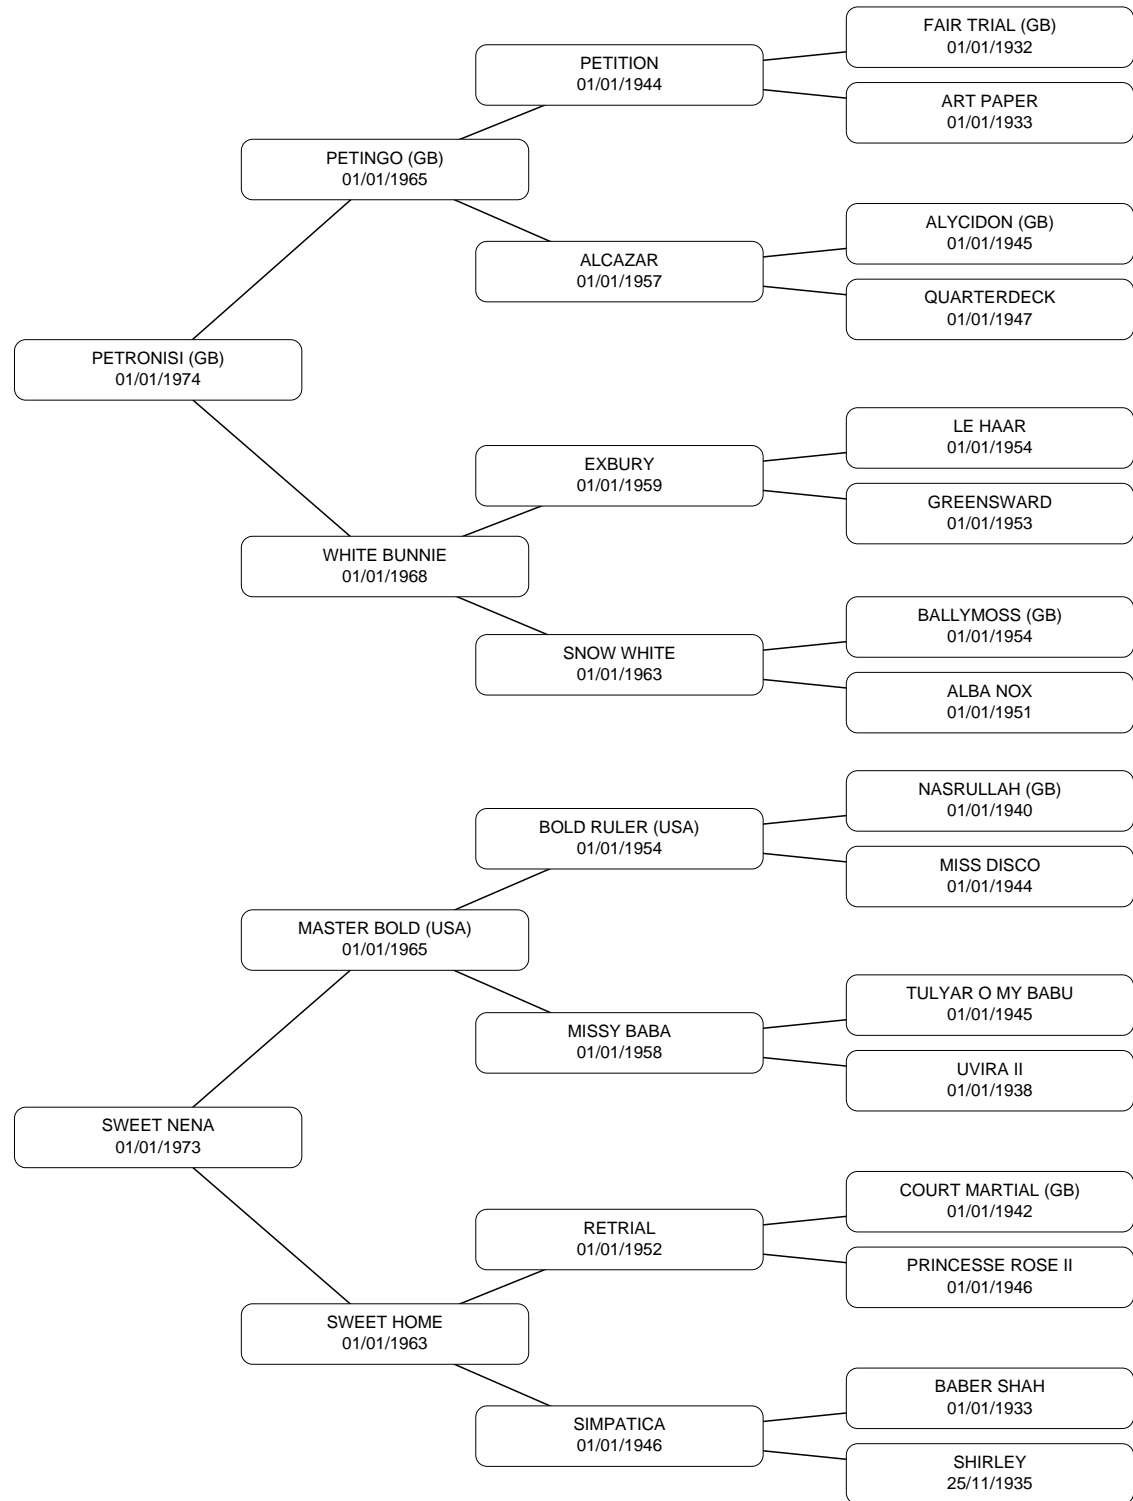 FAIR TRIAL (GB)
01/01/1932
PETITION
01/01/1944
ART PAPER
01/01/1933
PETINGO (GB)
01/01/1965
ALYCIDON (GB)
01/01/1945
ALCAZAR
01/01/1957
QUARTERDECK
01/01/1947
PETRONISI (GB)
01/01/1974
LE HAAR
01/01/1954
EXBURY
01/01/1959
GREENSWARD
01/01/1953
WHITE BUNNIE
01/01/1968
BALLYMOSS (GB)
01/01/1954
SNOW WHITE
01/01/1963
ALBA NOX
01/01/1951
NASRULLAH (GB)
01/01/1940
BOLD RULER (USA)
01/01/1954
MISS DISCO
01/01/1944
MASTER BOLD (USA)
01/01/1965
TULYAR O MY BABU
01/01/1945
MISSY BABA
01/01/1958
UVIRA II
01/01/1938
SWEET NENA
01/01/1973
COURT MARTIAL (GB)
01/01/1942
RETRIAL
01/01/1952
PRINCESSE ROSE II
01/01/1946
SWEET HOME
01/01/1963
BABER SHAH
01/01/1933
SIMPATICA
01/01/1946
SHIRLEY
25/11/1935